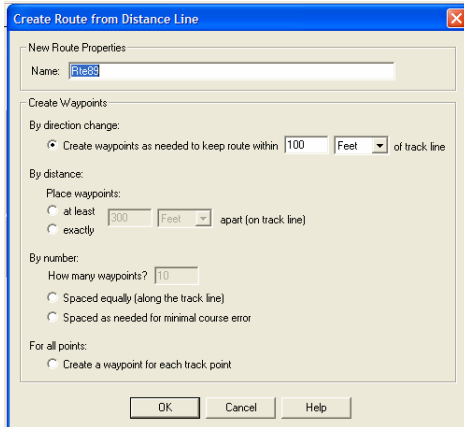 Create Route from Distance Line
New Route Properties
Name: Rte89
Create Waypoints
By direction change:
Create waypoints as needed to keep route within 100 Feet of track line
By distance:
Place waypoints:
at least
300 Feet apart (on track line)
exactly
By number:
How many waypoints? 10
Spaced equally (along the track line)
Spaced as needed for minimal course error
For all points:
Create a waypoint for each track point
OK Cancel Help